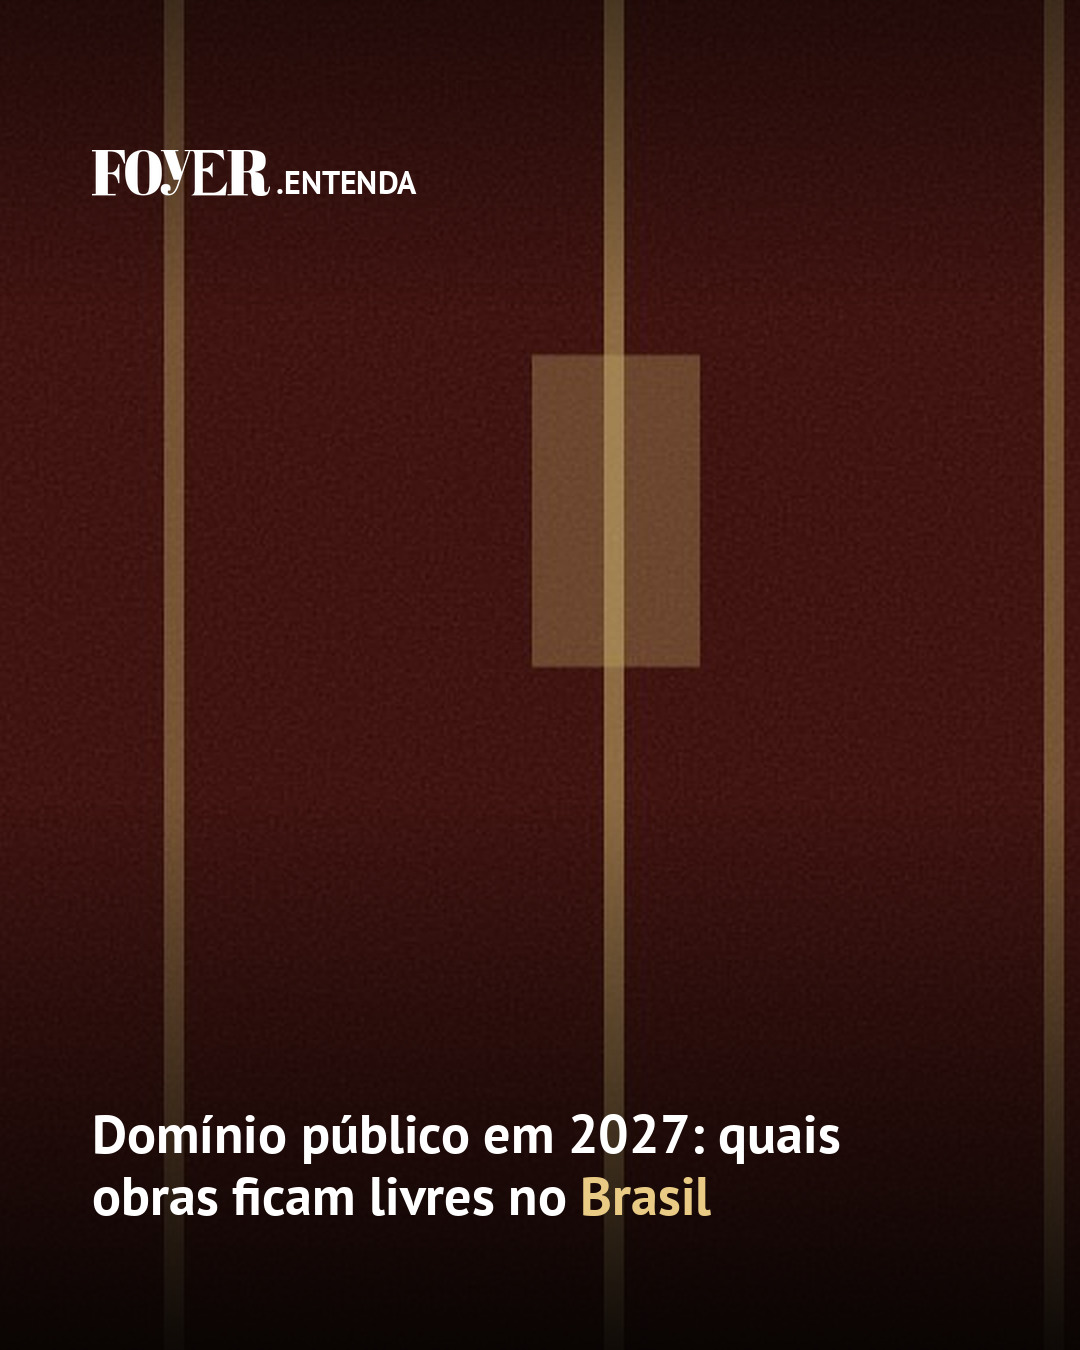 FOyER .ENTENDA
Domínio público em 2027: quais
obras ficam livres no Brasil